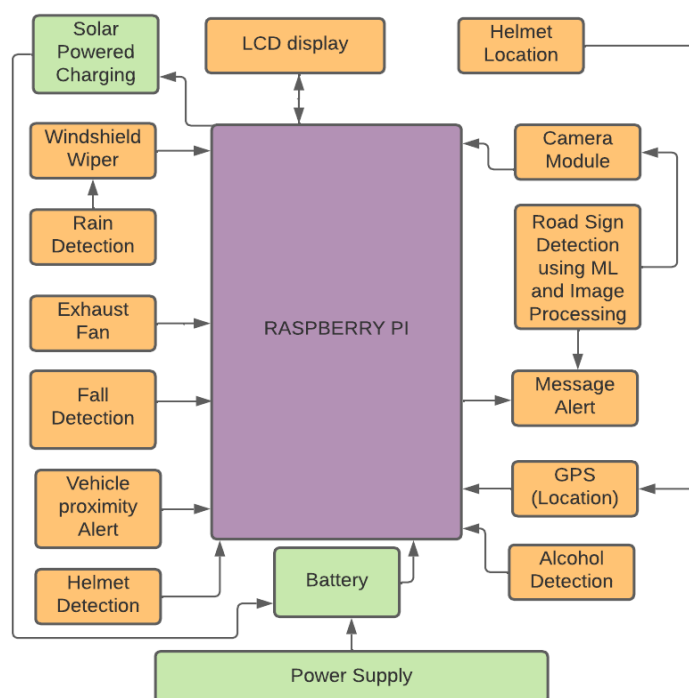 Solar
Powered
Charging
LCD display
Helmet
Location
Windshield
Wiper
Camera
Module
Rain
Detection
Road Sign
Detection
using ML
and Image
Processing
Exhaust
Fan
RASPBERRY PI
Fall
Detection
Message
Alert
Vehicle
proximity
Alert
GPS
(Location)
Helmet
Detection
Battery
Alcohol
Detection
Power Supply